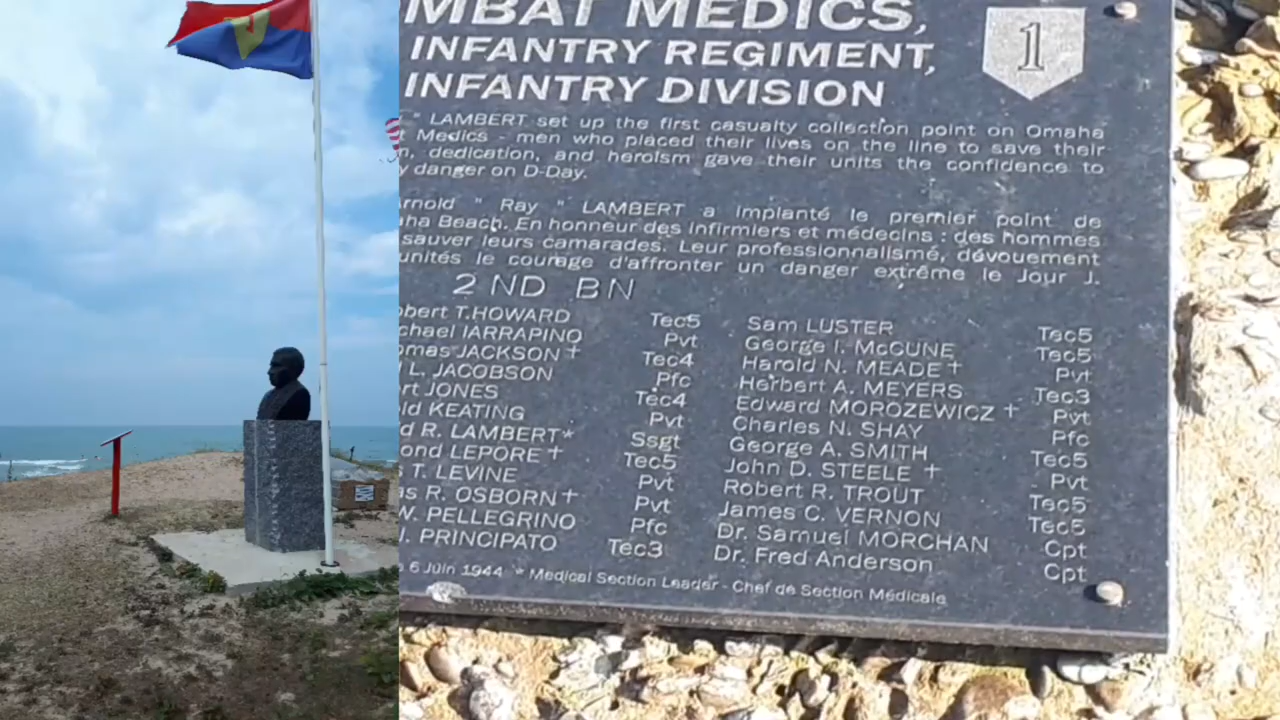 MBAT MEDICS,
1
INFANTRY REGIMENT,
INFANTRY DIVISION
" LAMBERT set up the first casualty collection point on Omaha
t Medics - men who placed their lives on the line to save their
n, dedication, and heroism gave their units the confidence to
y danger on D-Day.
Arnold " Ray " LAMBERT a implanté le premier point de
aha Beach. En honneur des infirmiers et médecins : des hommes
sauver leurs camarades. Leur professionnalisme, dévouement
unités le courage d'affronter un danger extrême le Jour J.
2ND BN
obert T.HOWARD Tec5 Sam LUSTER Tec5
chael IARRAPINO Pvt George I. McCUNE Tec5
omas JACKSON + Tec4 Harold N. MEADE + Pvt
L. JACOBSON Pfc Herbert A. MEYERS Tec3
rt JONES Tec4 Edward MOROZEWICZ + Pvt
ld KEATING Pvt Charles N. SHAY Pfc
d R. LAMBERT* Ssgt George A. SMITH Tec5
ond LEPORE + Tec5 John D. STEELE + Pvt
T. LEVINE Pvt Robert R. TROUT Tec5
as R. OSBORN + Pvt James C. VERNON Tec5
W. PELLEGRINO Pfc Dr. Samuel MORCHAN Cpt
. PRINCIPATO Tec3 Dr. Fred Anderson Cpt
6 Juin 1944 * Medical Section Leader - Chef de Section Médicale